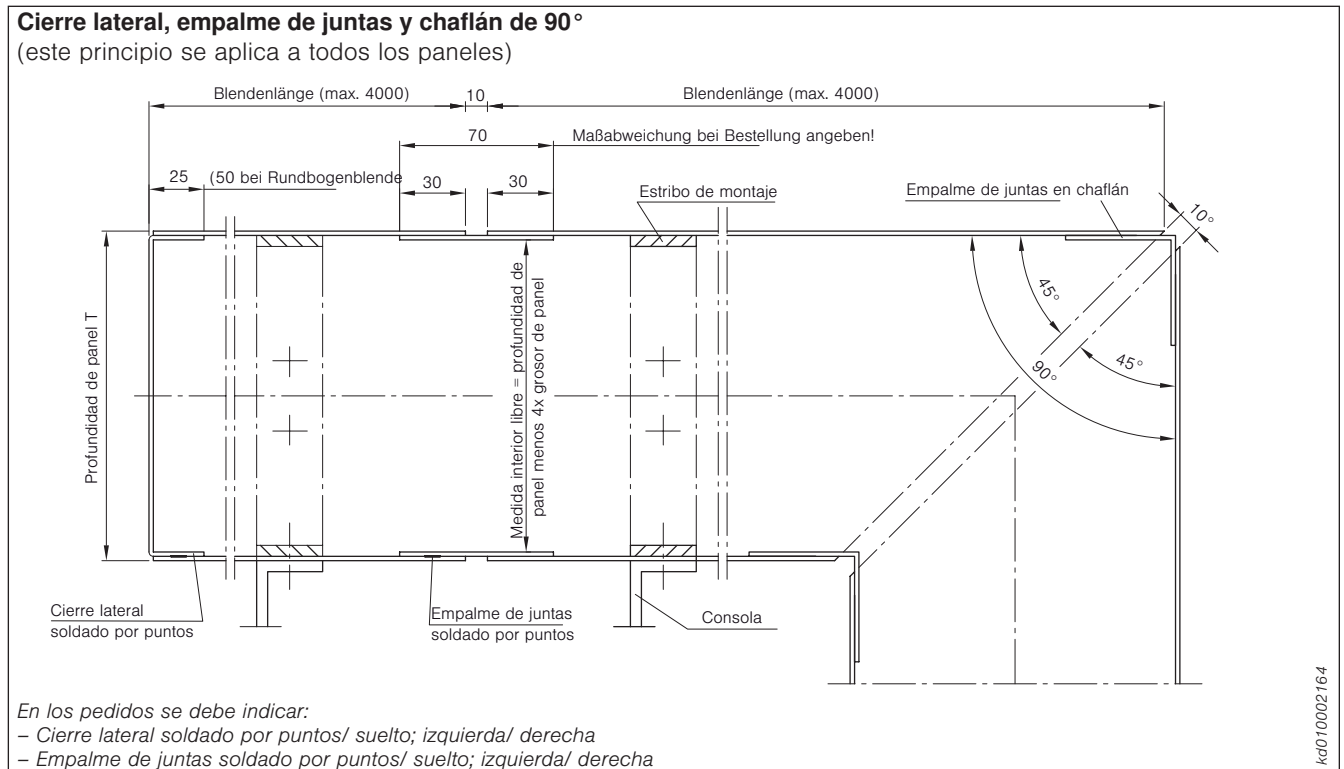 Cierre lateral, empalme de juntas y chaflán de 90°
(este principio se aplica a todos los paneles)
Blendenlänge (max. 4000)
10
Blendenlänge (max. 4000)
70
Maßabweichung bei Bestellung angeben!
25
(50 bei Rundbogenblende
30
30
Estribo de montaje
Empalme de juntas en chaflán
10°
Profundidad de panel T
Medida interior libre = profundidad de
panel menos 4x grosor de panel
45°
45°
90°
Cierre lateral
soldado por puntos
Empalme de juntas
soldado por puntos
Consola
En los pedidos se debe indicar:
– Cierre lateral soldado por puntos/ suelto; izquierda/ derecha
– Empalme de juntas soldado por puntos/ suelto; izquierda/ derecha
kd010002164